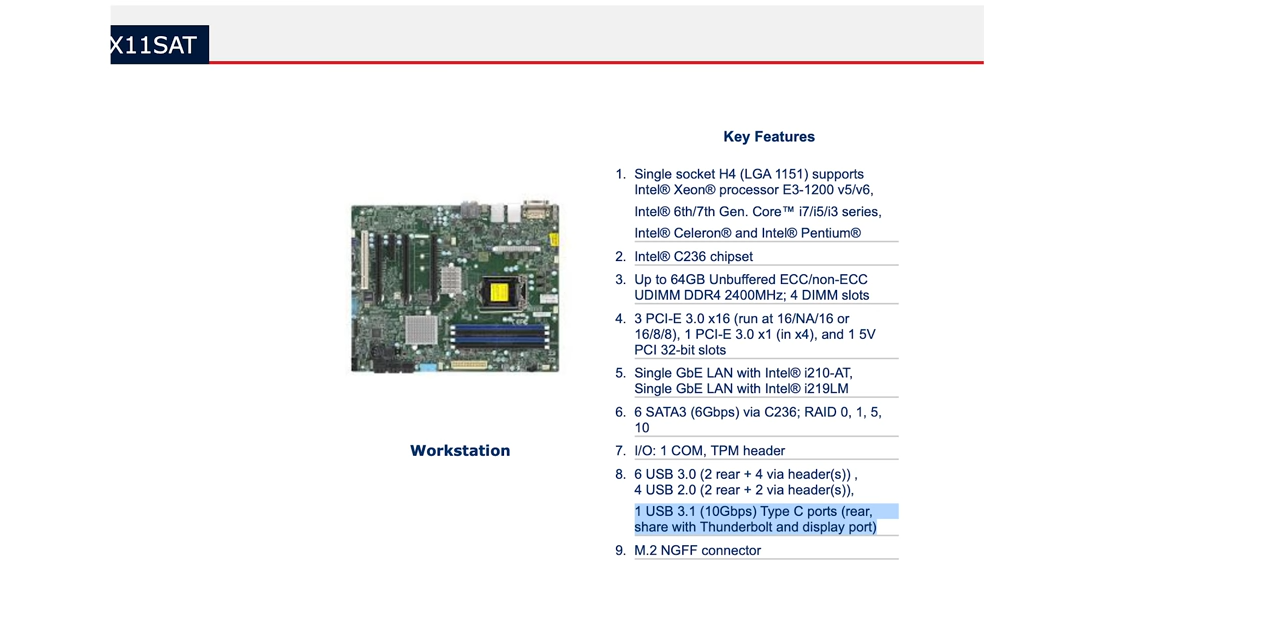 X11SAT
Key Features
1. Single socket H4 (LGA 1151) supports
Intel® Xeon® processor E3-1200 v5/v6,
Intel® 6th/7th Gen. Core™ i7/i5/i3 series,
Intel® Celeron® and Intel® Pentium®
2. Intel® C236 chipset
3. Up to 64GB Unbuffered ECC/non-ECC
UDIMM DDR4 2400MHz; 4 DIMM slots
4. 3 PCI-E 3.0 x16 (run at 16/NA/16 or
16/8/8), 1 PCI-E 3.0 x1 (in x4), and 1 5V
PCI 32-bit slots
5. Single GbE LAN with Intel® i210-AT,
Single GbE LAN with Intel® i219LM
6. 6 SATA3 (6Gbps) via C236; RAID 0, 1, 5,
10
7. I/O: 1 COM, TPM header
8. 6 USB 3.0 (2 rear + 4 via header(s)) ,
4 USB 2.0 (2 rear + 2 via header(s)),
1 USB 3.1 (10Gbps) Type C ports (rear,
share with Thunderbolt and display port)
9. M.2 NGFF connector
Workstation